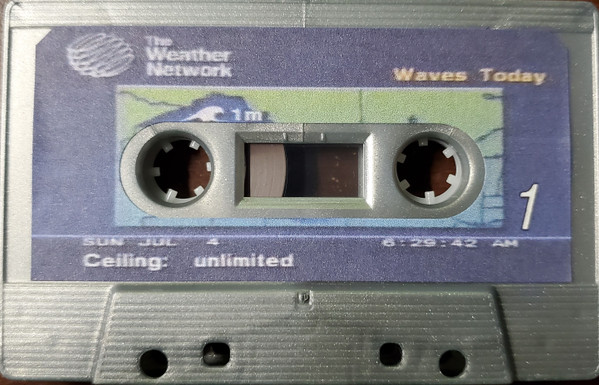 The
Weather
Network
Waves Today
1m
1
SUN JUL 4
6:29:42 AM
Ceiling: unlimited